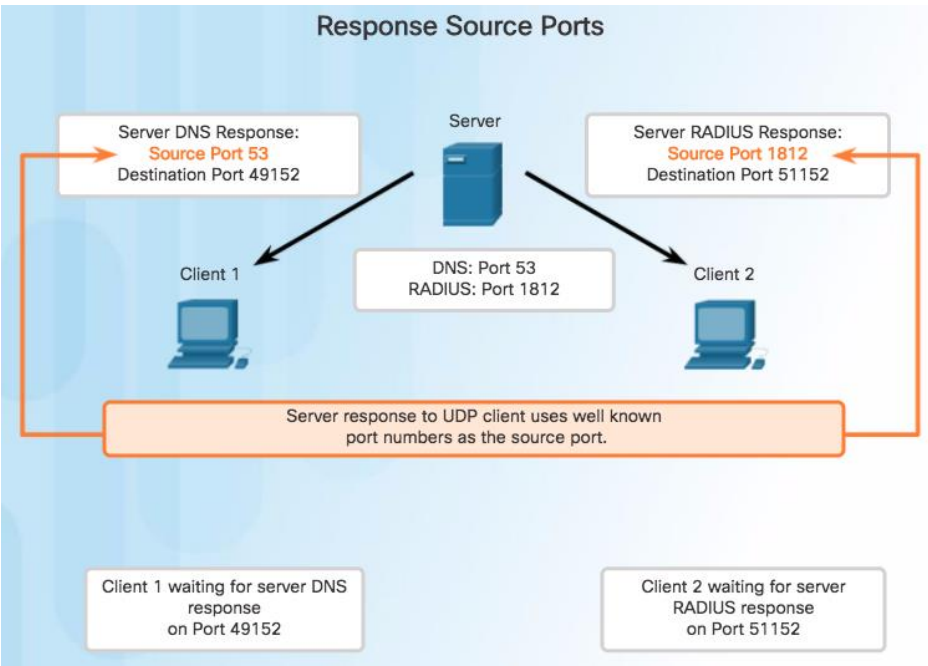 Response Source Ports
Server DNS Response:
Source Port 53
Destination Port 49152
Server
Server RADIUS Response:
Source Port 1812
Destination Port 51152
Client 1
DNS: Port 53
RADIUS: Port 1812
Client 2
Server response to UDP client uses well known
port numbers as the source port.
Client 1 waiting for server DNS
response
on Port 49152
Client 2 waiting for server
RADIUS response
on Port 51152